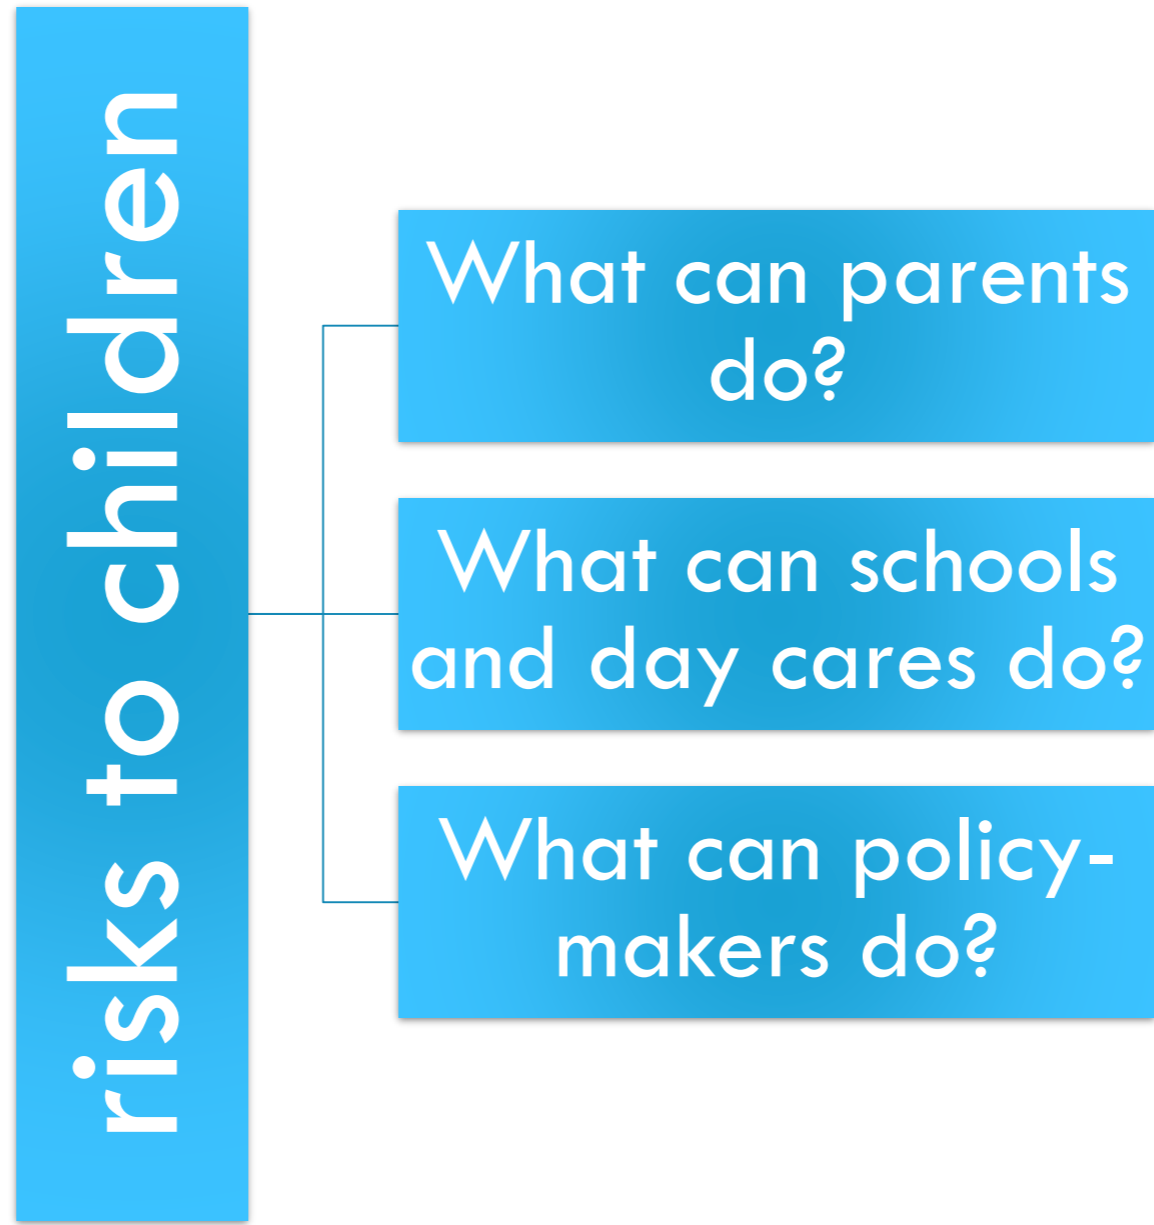 risks to children
What can parents
do?
What can schools
and day cares do?
What can policy-
makers do?